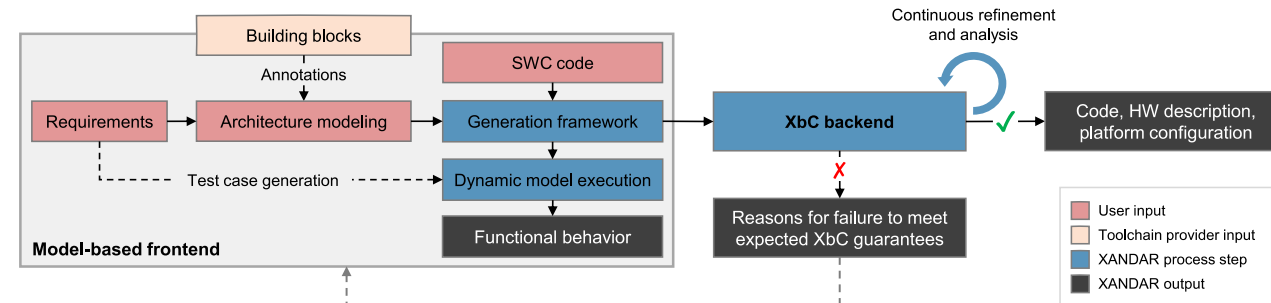 Continuous refinement
and analysis
Building blocks
Annotations
SWC code
Requirements
Architecture modeling
Generation framework
XbC backend
Code, HW description,
platform configuration
Test case generation
Dynamic model execution
Functional behavior
Reasons for failure to meet
expected XbC guarantees
Model-based frontend
User input
Toolchain provider input
XANDAR process step
XANDAR output